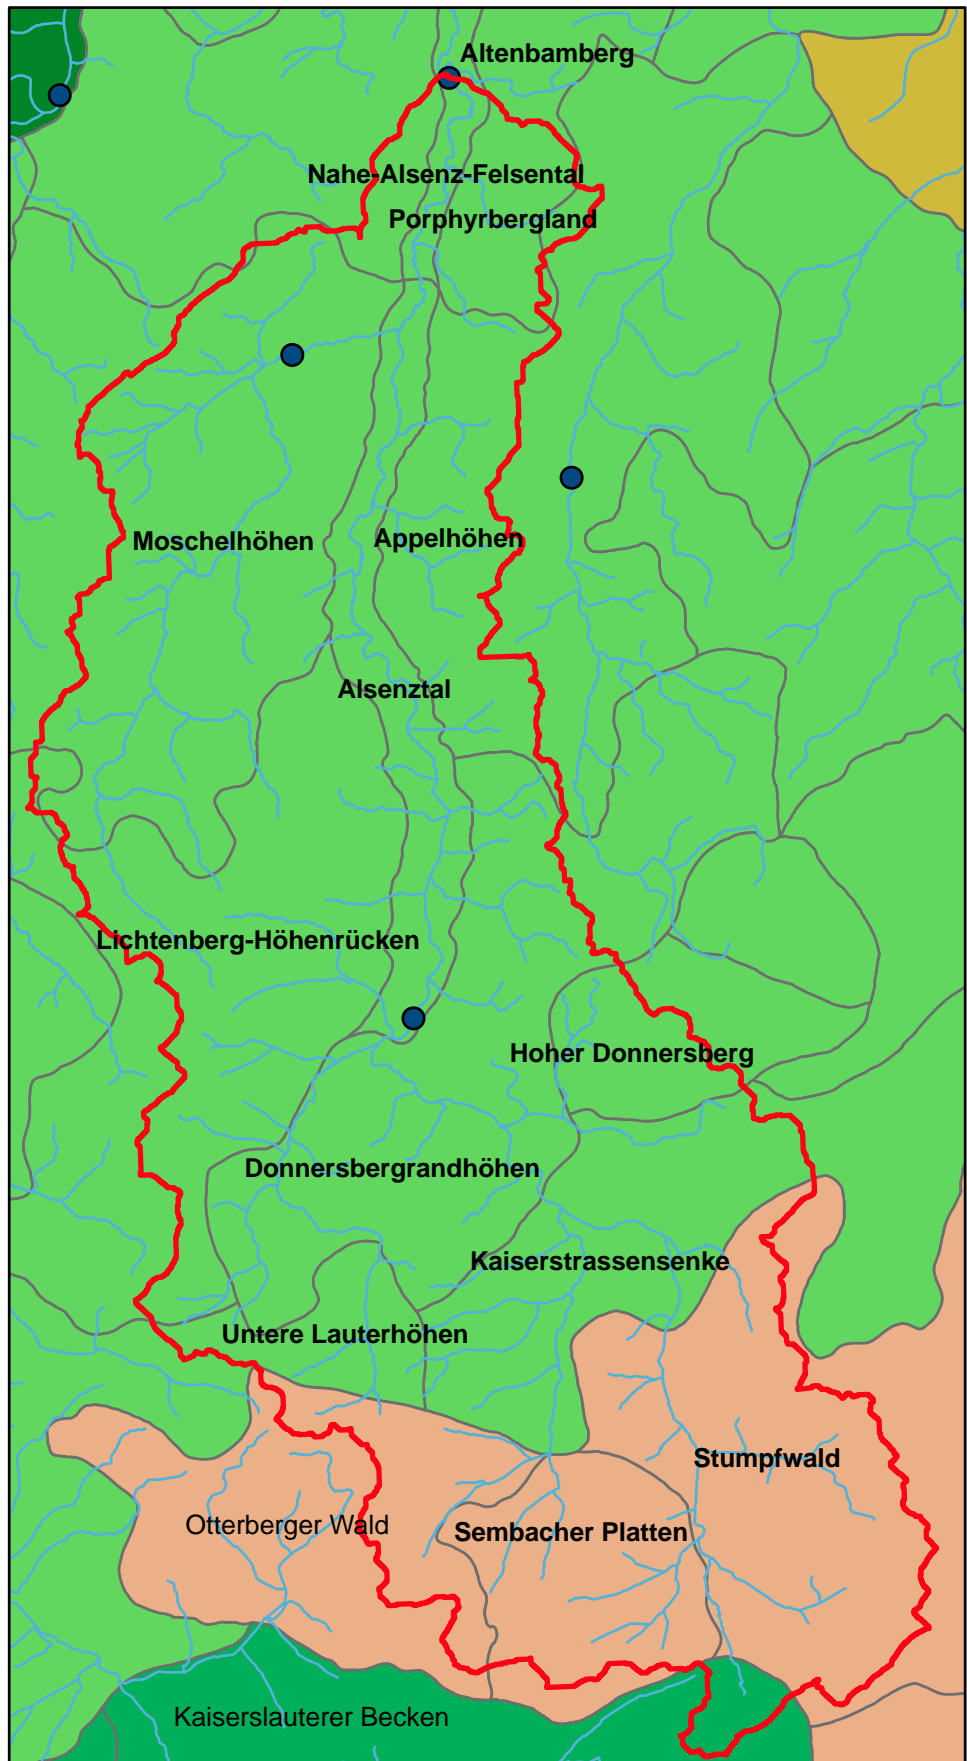 Altenbamberg
Nahe-Alsenz-Felsental
Porphyrbergland
Moschelhöhen
Appelhöhen
Alsenztal
Lichtenberg-Höhenrücken
Hoher Donnersberg
Donnersbergrandhöhen
Kaiserstrassensenke
Untere Lauterhöhen
Stumpfwald
Otterberger Wald
Sembacher Platten
Kaiserslauterer Becken